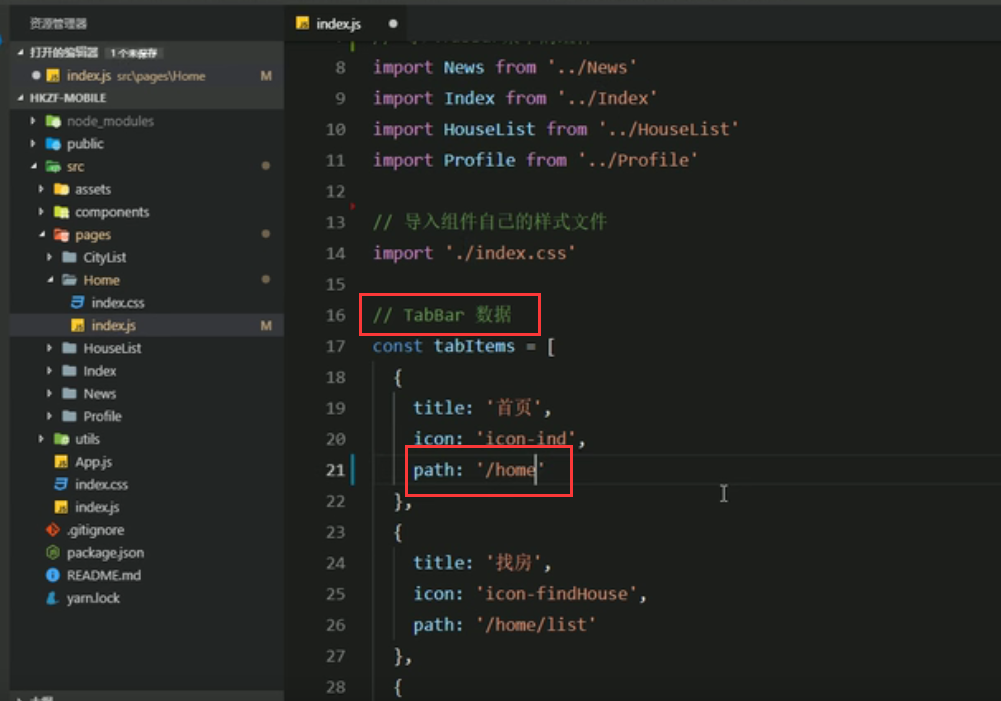 资源管理器
打开的编辑器 1 个未保存
index.js src\pages\Home M
HKZF-MOBILE
node_modules
public
src
assets
components
pages
CityList
Home
index.css
index.js M
HouseList
Index
News
Profile
utils
App.js
index.css
index.js
.gitignore
package.json
README.md
yarn.lock
index.js
8 import News from '../News'
9 import Index from '../Index'
10 import HouseList from '../HouseList'
11 import Profile from '../Profile'
12
13 // 导入组件自己的样式文件
14 import './index.css'
15
16 // TabBar 数据
17 const tabItems = [
18 {
19 title: '首页',
20 icon: 'icon-ind',
21 path: '/home'
22 },
23 {
24 title: '找房',
25 icon: 'icon-findHouse',
26 path: '/home/list'
27 },
28 {